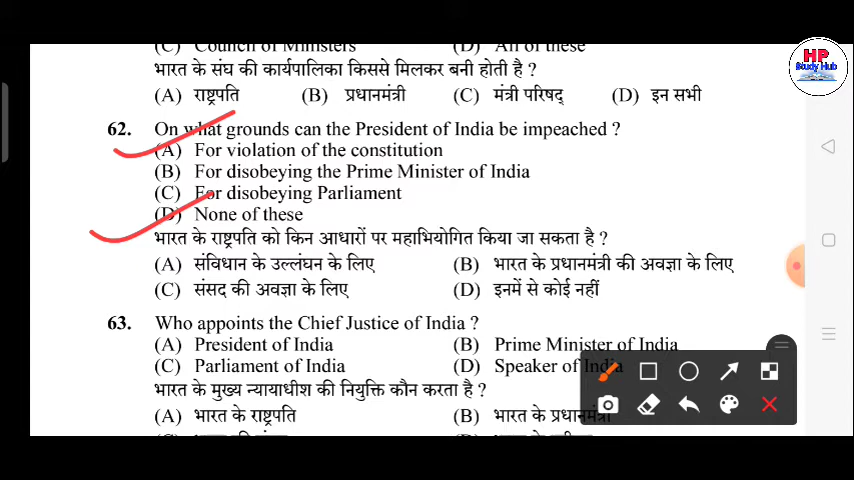 (C) Council of Ministers (D) All of these
भारत के संघ की कार्यपालिका किससे मिलकर बनी होती है ?
(A) राष्ट्रपति (B) प्रधानमंत्री (C) मंत्री परिषद् (D) इन सभी
62. On what grounds can the President of India be impeached ?
(A) For violation of the constitution
(B) For disobeying the Prime Minister of India
(C) For disobeying Parliament
(D) None of these
भारत के राष्ट्रपति को किन आधारों पर महाभियोगित किया जा सकता है ?
(A) संविधान के उल्लंघन के लिए (B) भारत के प्रधानमंत्री की अवज्ञा के लिए
(C) संसद की अवज्ञा के लिए (D) इनमें से कोई नहीं
63. Who appoints the Chief Justice of India ?
(A) President of India (B) Prime Minister of India
(C) Parliament of India (D) Speaker of India
भारत के मुख्य न्यायाधीश की नियुक्ति कौन करता है ?
(A) भारत के राष्ट्रपति (B) भारत के प्रधानमंत्री
HP
Study Hub